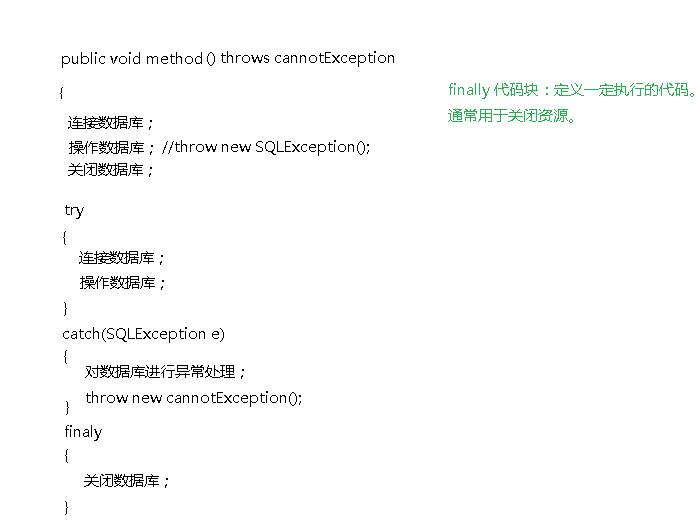 public void method () throws cannotException
{
连接数据库；
操作数据库； //throw new SQLException();
关闭数据库；
try
{
连接数据库；
操作数据库；
}
catch(SQLException e)
{
对数据库进行异常处理；
throw new cannotException();
}
finaly
{
关闭数据库；
}
finally 代码块：定义一定执行的代码。
通常用于关闭资源。